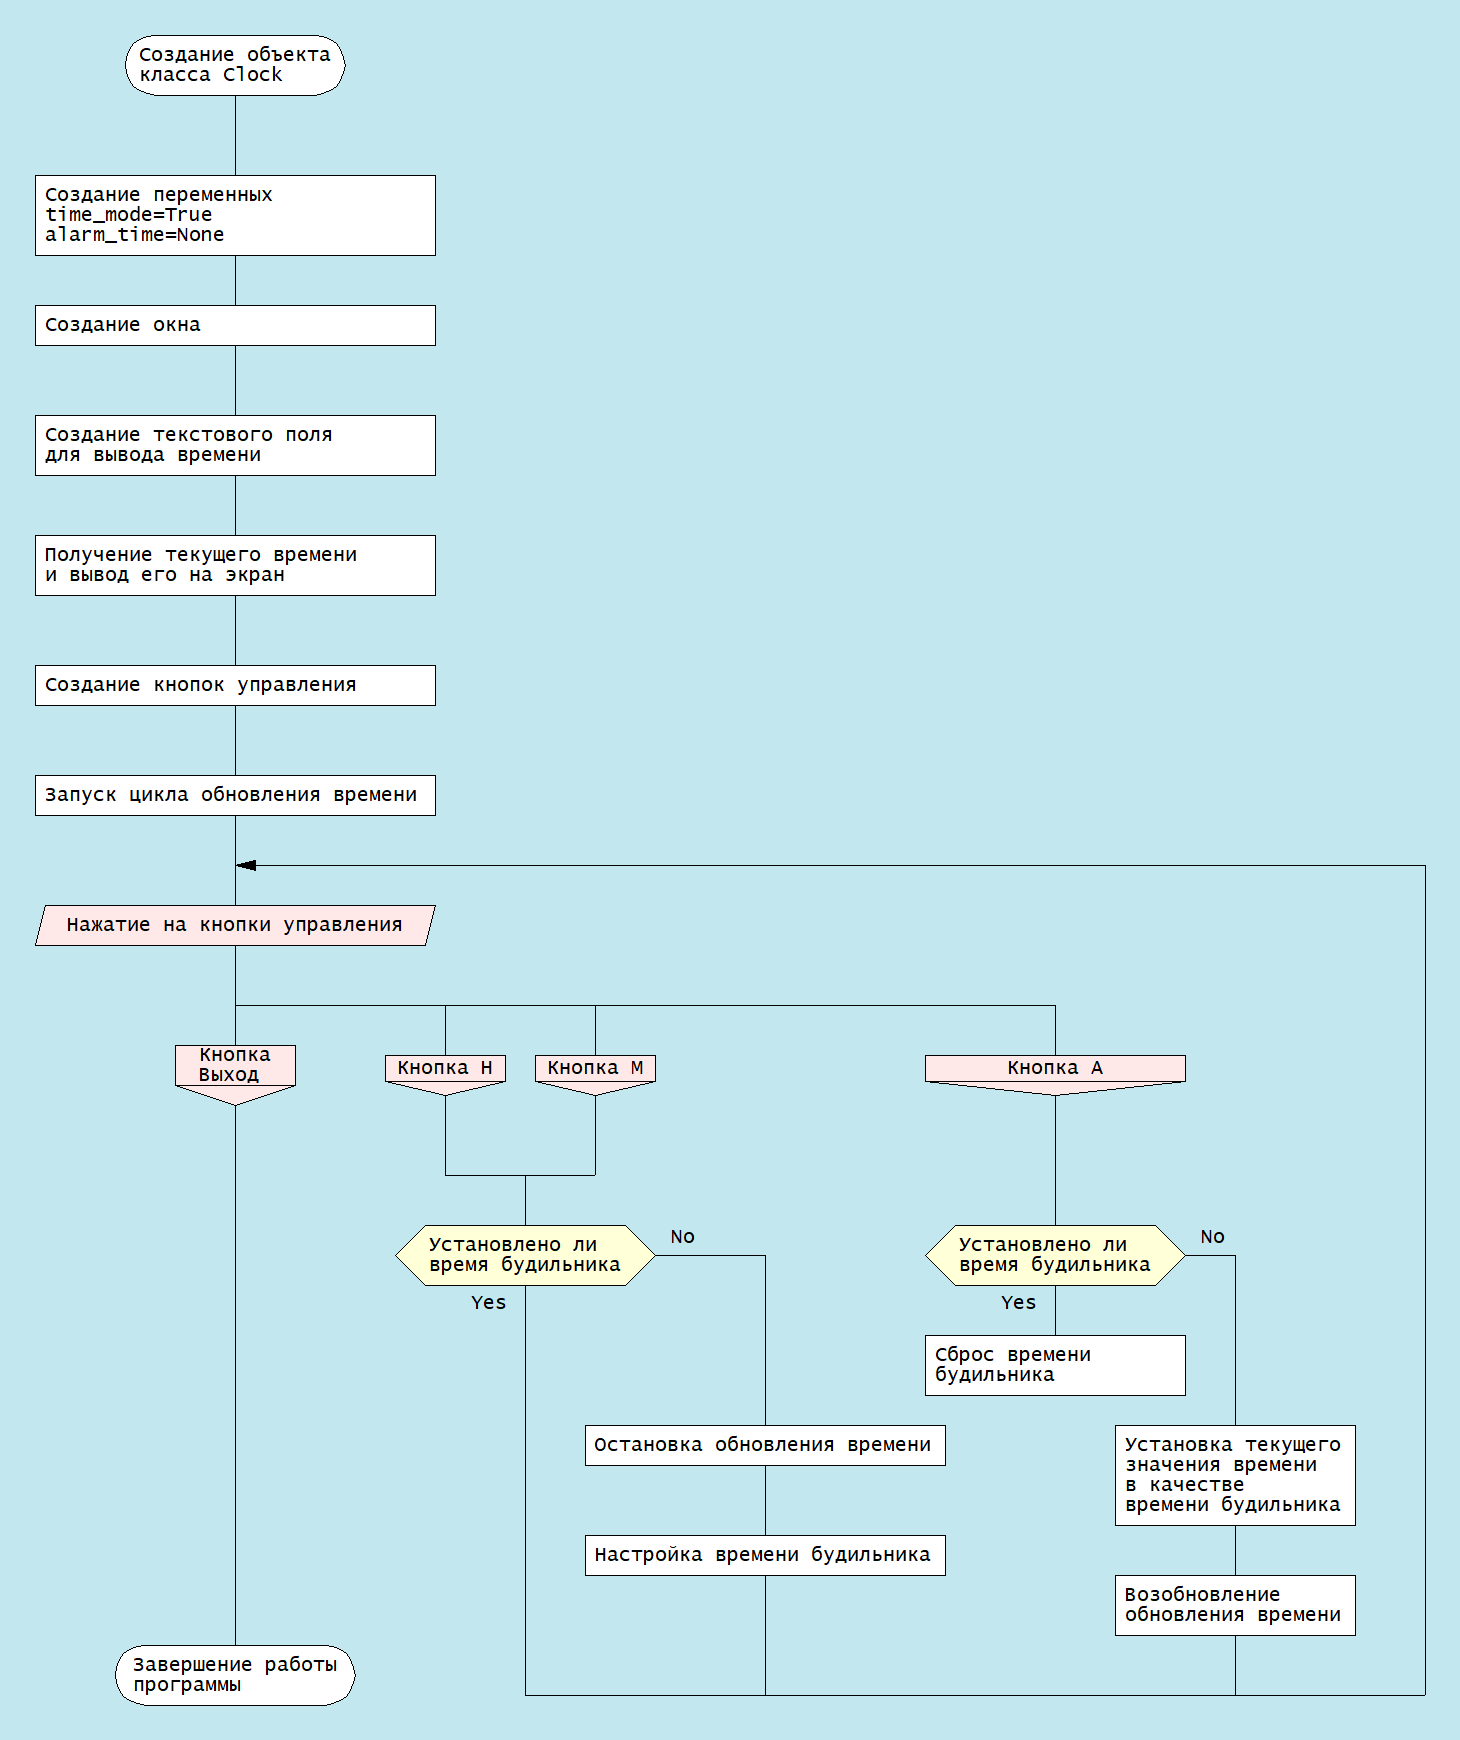 Создание объекта
класса Clock
Создание переменных
time_mode=True
alarm_time=None
Создание окна
Создание текстового поля
для вывода времени
Получение текущего времени
и вывод его на экран
Создание кнопок управления
Запуск цикла обновления времени
Нажатие на кнопки управления
Кнопка
Выход
Кнопка H
Кнопка M
Кнопка A
Установлено ли
время будильника
No
Yes
Установлено ли
время будильника
No
Yes
Сброс времени
будильника
Остановка обновления времени
Настройка времени будильника
Установка текущего
значения времени
в качестве
времени будильника
Возобновление
обновления времени
Завершение работы
программы